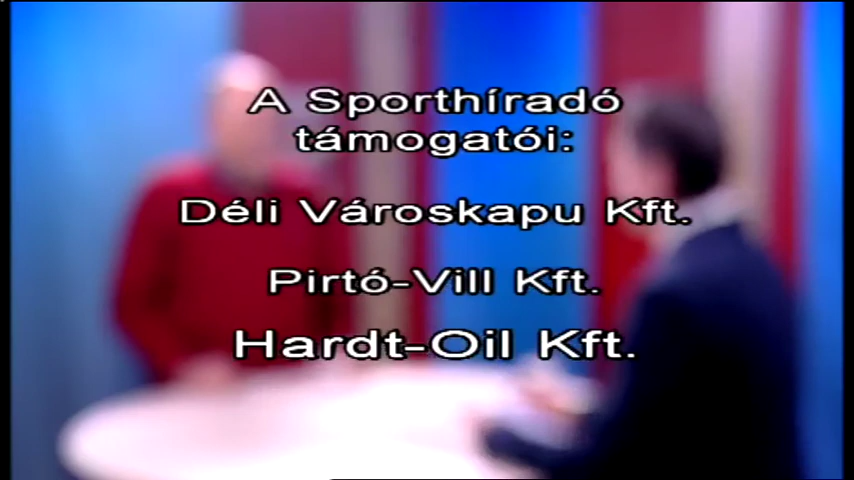 A Sporthíradó
támogatói:
Déli Városkapu Kft.
Pirtó-Vill Kft.
Hardt-Oil Kft.